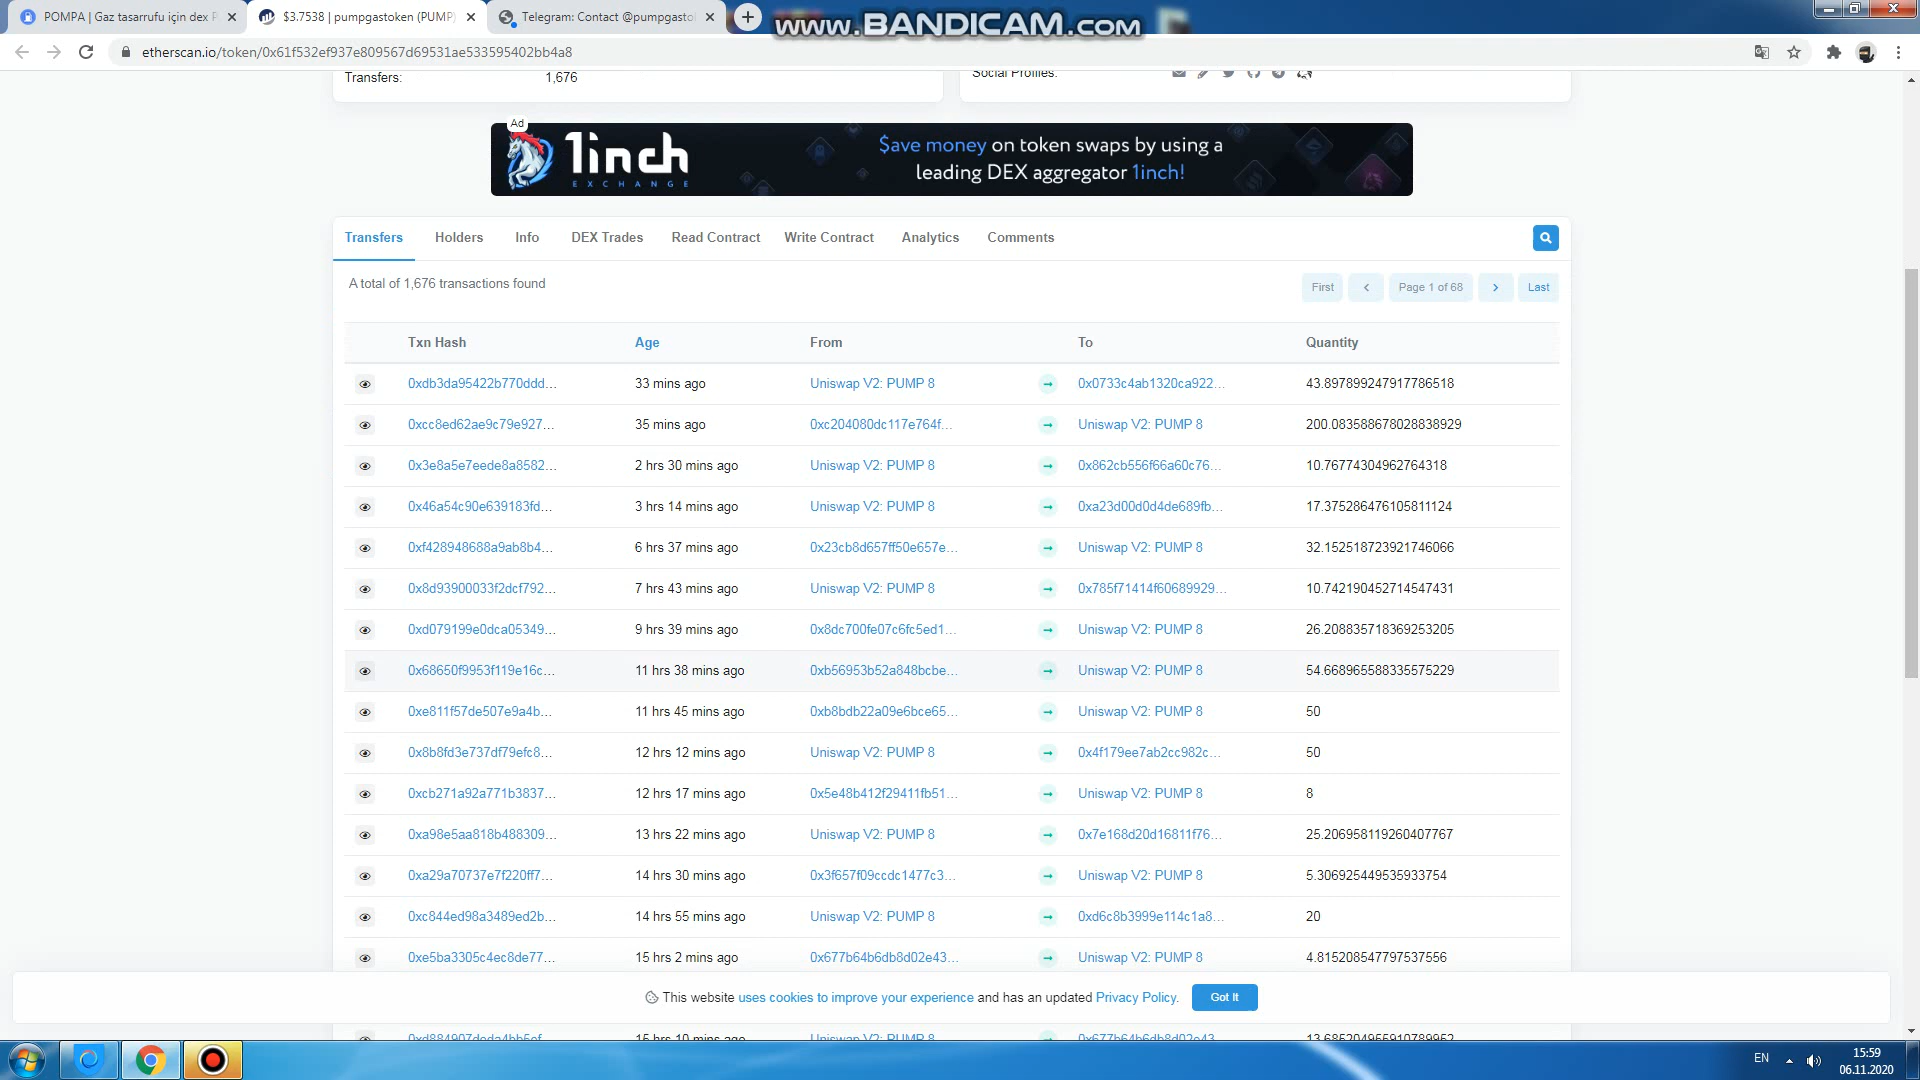 POMPA | Gaz tasarrufu için dex P
$3.7538 | pumpgastoken (PUMP)
Telegram: Contact @pumpgastol
www.BANDICAM.com
etherscan.io/token/0x61f532ef937e809567d69531ae533595402bb4a8
Transfers: 1,676
Social Profiles:
Ad
1inch
EXCHANGE
$ave money on token swaps by using a
leading DEX aggregator 1inch!
Transfers Holders Info DEX Trades Read Contract Write Contract Analytics Comments
A total of 1,676 transactions found
First Page 1 of 68 Last
Txn Hash Age From To Quantity
0xdb3da95422b770ddd... 33 mins ago Uniswap V2: PUMP 8 0x0733c4ab1320ca922... 43.897899247917786518
0xcc8ed62ae9c79e927... 35 mins ago 0xc204080dc117e764f... Uniswap V2: PUMP 8 200.083588678028838929
0x3e8a5e7eede8a8582... 2 hrs 30 mins ago Uniswap V2: PUMP 8 0x862cb556f66a60c76... 10.76774304962764318
0x46a54c90e639183fd... 3 hrs 14 mins ago Uniswap V2: PUMP 8 0xa23d00d0d4de689fb... 17.375286476105811124
0xf428948688a9ab8b4... 6 hrs 37 mins ago 0x23cb8d657ff50e657e... Uniswap V2: PUMP 8 32.152518723921746066
0x8d93900033f2dcf792... 7 hrs 43 mins ago Uniswap V2: PUMP 8 0x785f71414f60689929... 10.742190452714547431
0xd079199e0dca05349... 9 hrs 39 mins ago 0x8dc700fe07c6fc5ed1... Uniswap V2: PUMP 8 26.208835718369253205
0x68650f9953f119e16c... 11 hrs 38 mins ago 0xb56953b52a848bcbe... Uniswap V2: PUMP 8 54.668965588335575229
0xe811f57de507e9a4b... 11 hrs 45 mins ago 0xb8bdb22a09e6bce65... Uniswap V2: PUMP 8 50
0x8b8fd3e737df79efc8... 12 hrs 12 mins ago Uniswap V2: PUMP 8 0x4f179ee7ab2cc982c... 50
0xcb271a92a771b3837... 12 hrs 17 mins ago 0x5e48b412f29411fb51... Uniswap V2: PUMP 8 8
0xa98e5aa818b488309... 13 hrs 22 mins ago Uniswap V2: PUMP 8 0x7e168d20d16811f76... 25.206958119260407767
0xa29a70737e7f220ff7... 14 hrs 30 mins ago 0x3f657f09ccdc1477c3... Uniswap V2: PUMP 8 5.306925449535933754
0xc844ed98a3489ed2b... 14 hrs 55 mins ago Uniswap V2: PUMP 8 0xd6c8b3999e114c1a8... 20
0xe5ba3305c4ec8de77... 15 hrs 2 mins ago 0x677b64b6db8d02e43... Uniswap V2: PUMP 8 4.815208547797537556
This website uses cookies to improve your experience and has an updated Privacy Policy. Got It
15 hrs 10 mins ago Uniswap V2: PUMP 8 0x677b64b6db8d02e43...
EN
15:59
06.11.2020